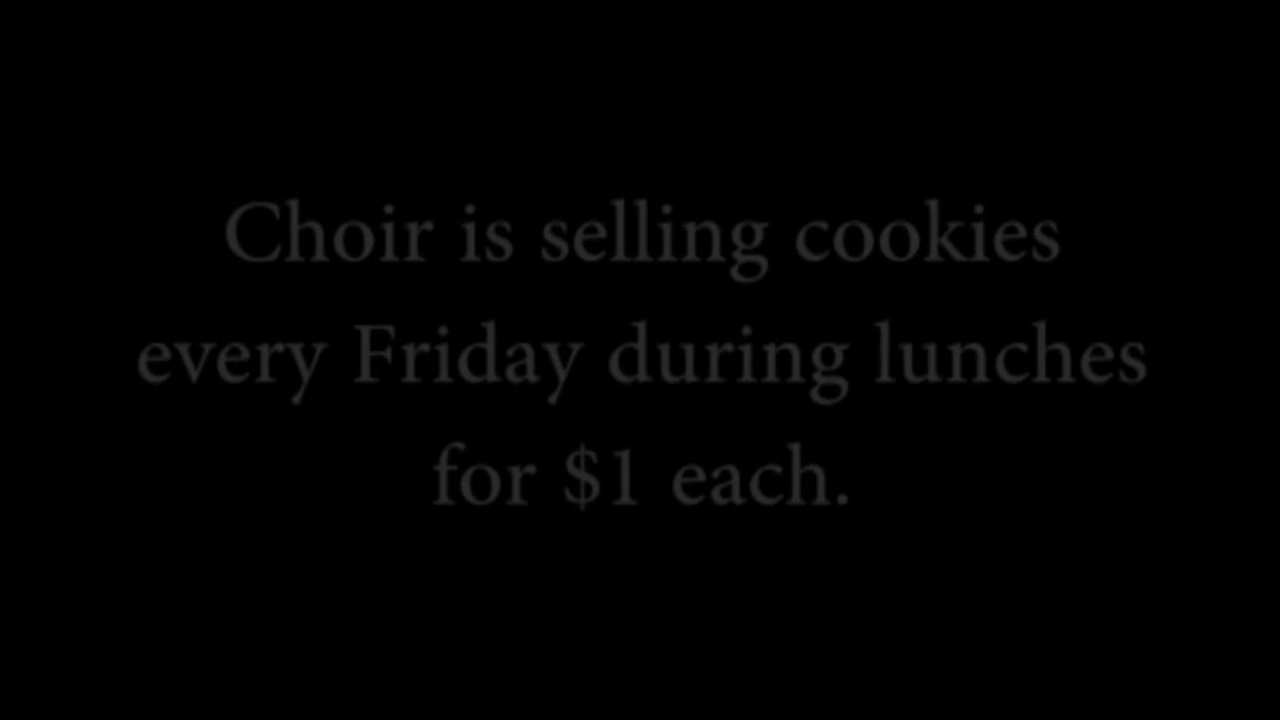 Choir is selling cookies
every Friday during lunches
for $1 each.